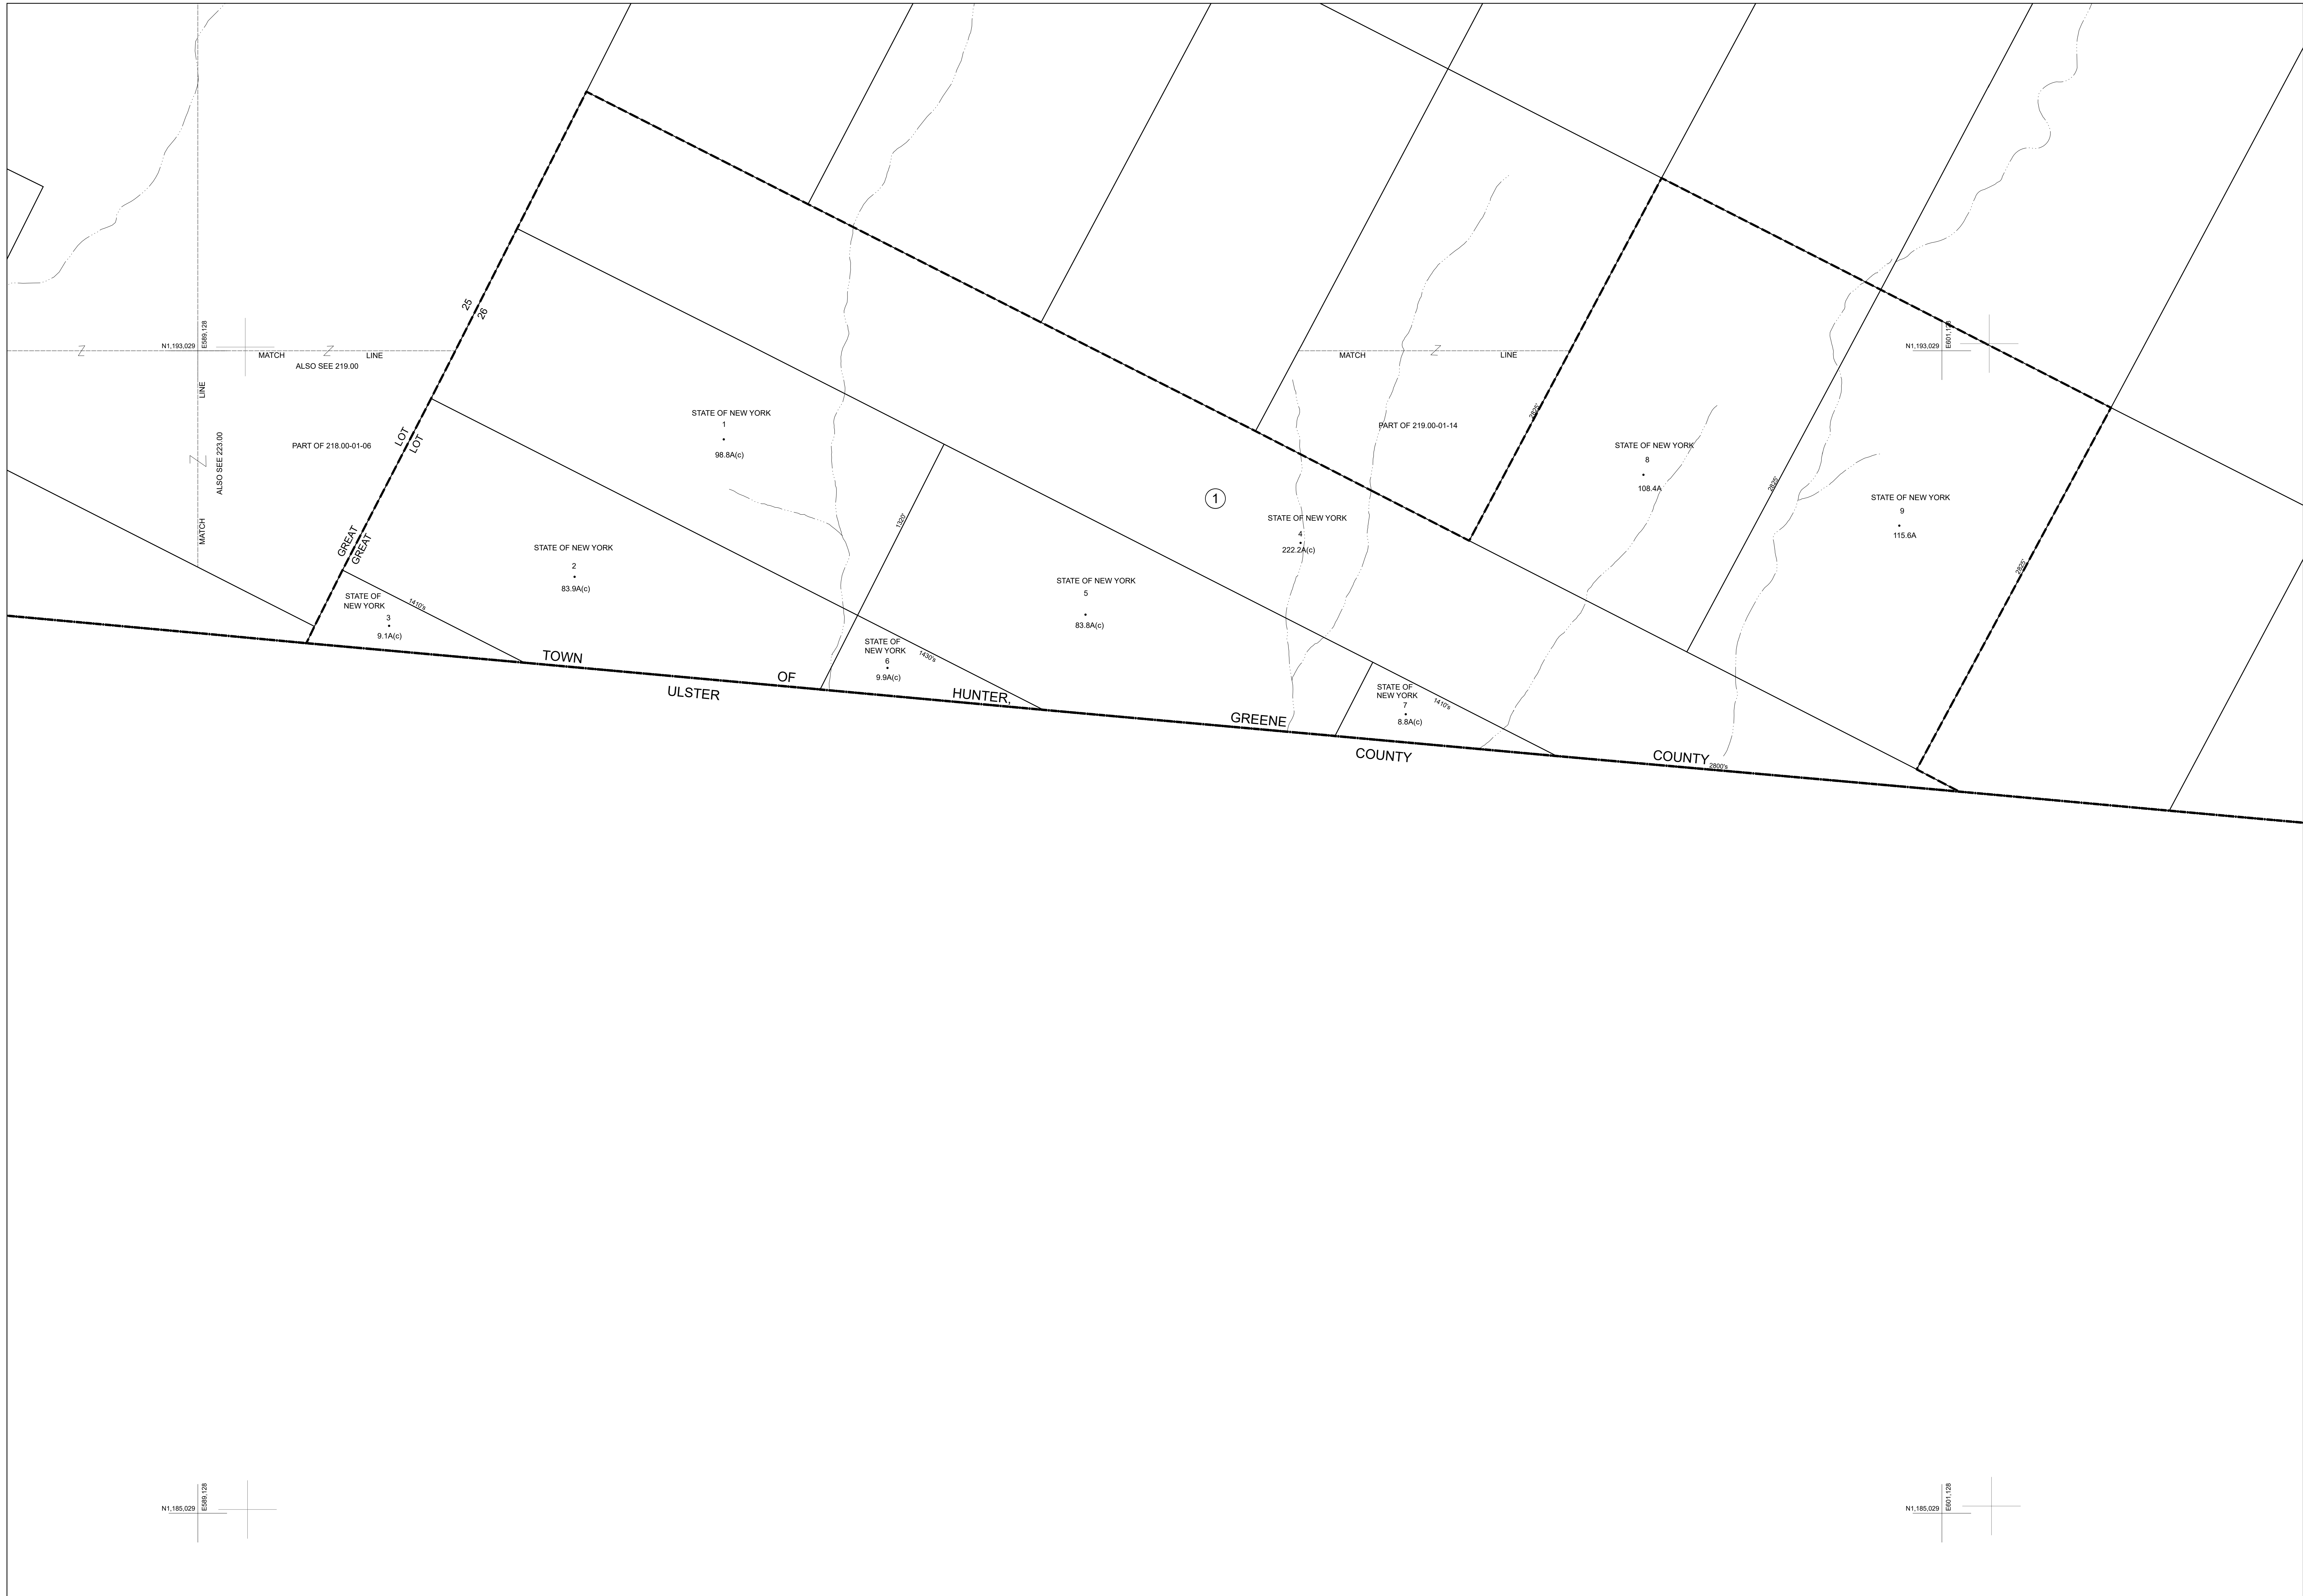 25
26
N1,193,029
E589,128
MATCH
LINE
ALSO SEE 219.00
LINE
ALSO SEE 223.00
MATCH
PART OF 218.00-01-06
LOT
LOT
GREAT
GREAT
MATCH
LINE
N1,193,029
E601,128
STATE OF NEW YORK
1
98.8A(c)
STATE OF NEW YORK
2
83.9A(c)
STATE OF
NEW YORK
3
9.1A(c)
1410's
1320'
1
STATE OF NEW YORK
4
222.2A(c)
STATE OF NEW YORK
5
83.8A(c)
STATE OF
NEW YORK
6
9.9A(c)
1430's
STATE OF
NEW YORK
7
8.8A(c)
1410's
PART OF 219.00-01-14
2825'
STATE OF NEW YORK
8
108.4A
2825'
STATE OF NEW YORK
9
115.6A
2825'
TOWN OF HUNTER, GREENE COUNTY
2800's
ULSTER COUNTY
N1,185,029
E589,128
N1,185,029
E601,128